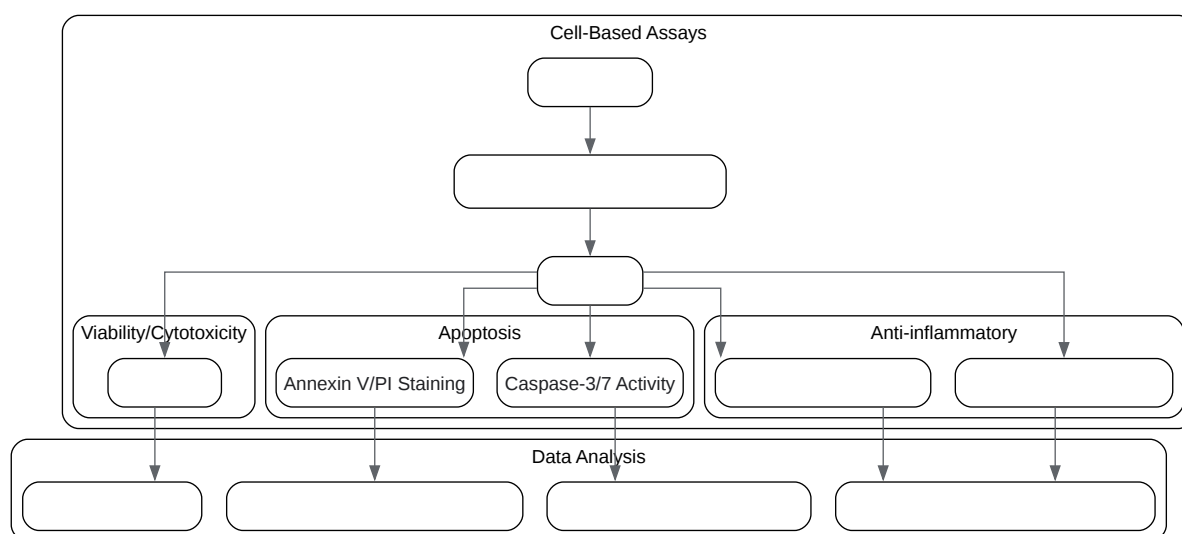 Cell-Based Assays
Viability/Cytotoxicity
Apoptosis
Anti-inflammatory
Annexin V/PI Staining
Caspase-3/7 Activity
Data Analysis